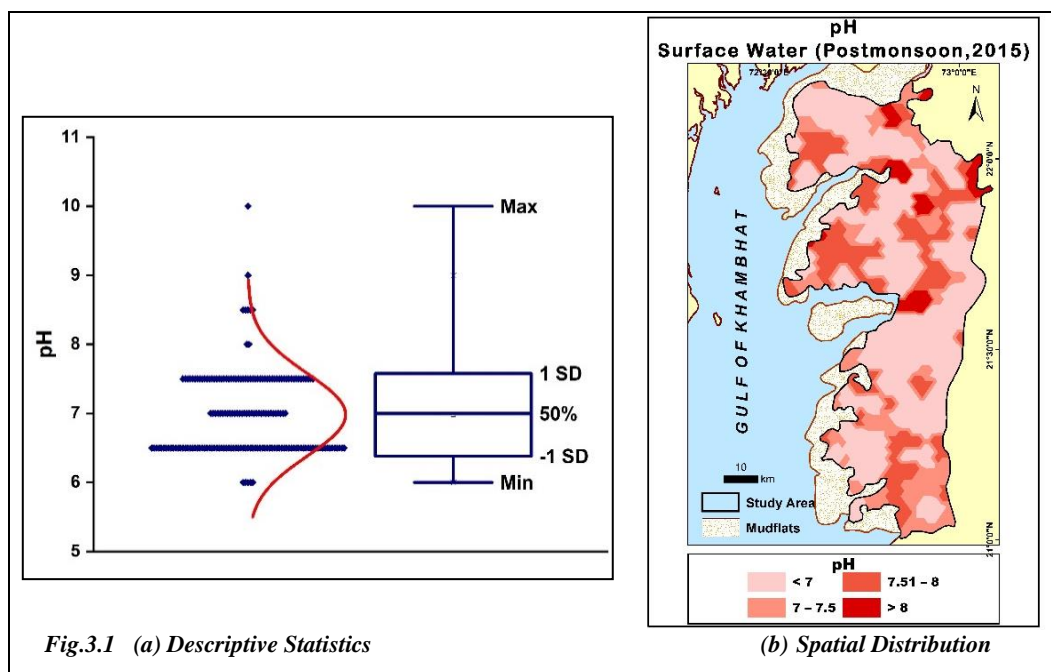 11
10
9
8
7
6
5
pH
Max
1 SD
50%
-1 SD
Min
pH
Surface Water (Postmonsoon,2015)
73°0'0"E
N
22°0'0"N
21°30'0"N
21°0'0"N
GULF OF KHAMBHAT
10
km
Study Area
Mudflats
pH
< 7
7.51 – 8
7 – 7.5
> 8
Fig.3.1 (a) Descriptive Statistics
(b) Spatial Distribution